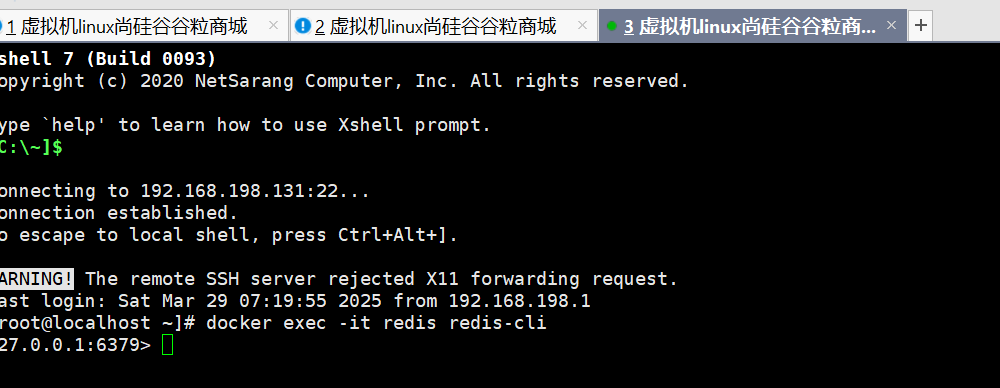 1 虚拟机linux尚硅谷谷粒商城 × 2 虚拟机linux尚硅谷谷粒商城 × 3 虚拟机linux尚硅谷谷粒商... × +
shell 7 (Build 0093)
opyright (c) 2020 NetSarang Computer, Inc. All rights reserved.
ype `help' to learn how to use Xshell prompt.
C:\~]$
onnecting to 192.168.198.131:22...
onnection established.
o escape to local shell, press Ctrl+Alt+].
ARNING! The remote SSH server rejected X11 forwarding request.
ast login: Sat Mar 29 07:19:55 2025 from 192.168.198.1
root@localhost ~]# docker exec -it redis redis-cli
27.0.0.1:6379>